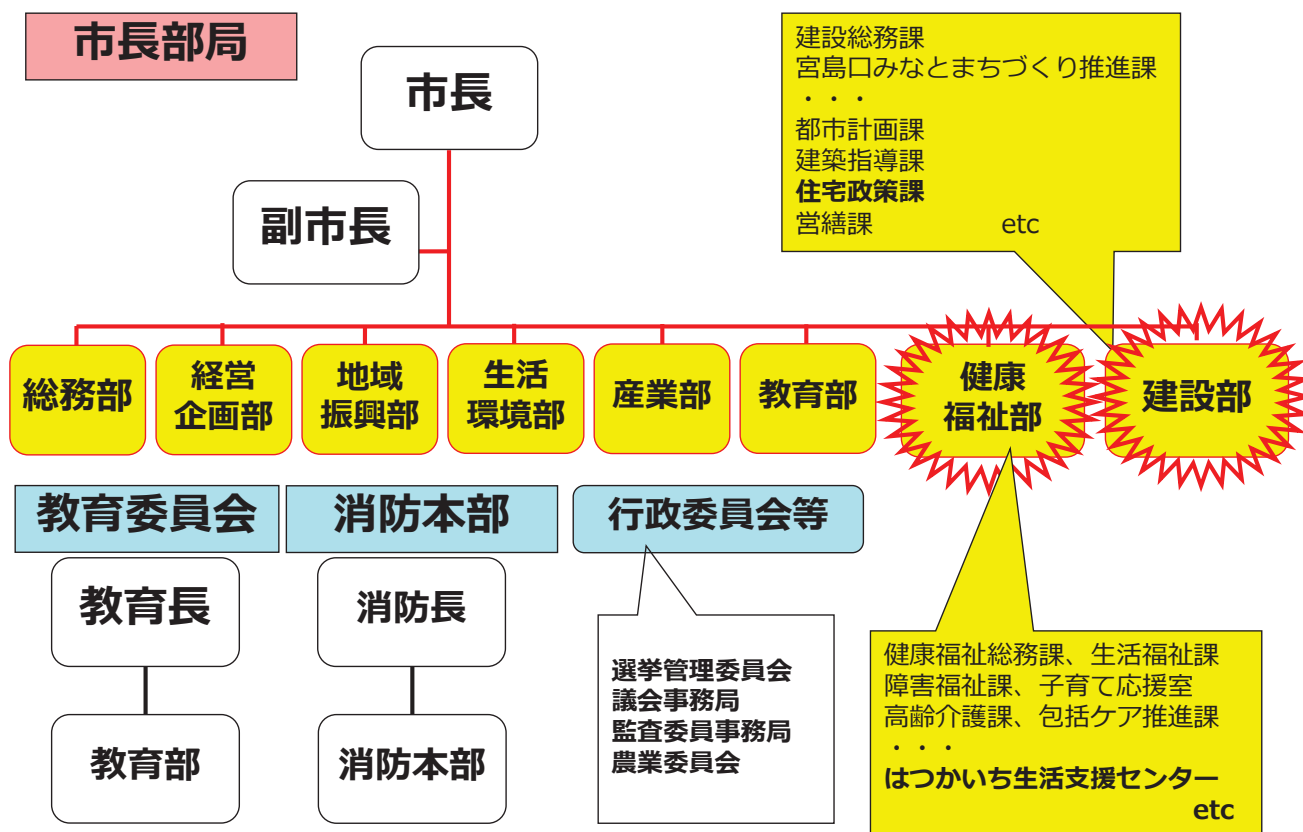 市長部局
市長
副市長
建設総務課
宮島口みなとまちづくり推進課
・・・
都市計画課
建築指導課
住宅政策課
営繕課 etc
総務部
経営
企画部
地域
振興部
生活
環境部
産業部
教育部
健康
福祉部
建設部
教育委員会
教育長
教育部
消防本部
消防長
消防本部
行政委員会等
選挙管理委員会
議会事務局
監査委員事務局
農業委員会
健康福祉総務課、生活福祉課
障害福祉課、子育て応援室
高齢介護課、包括ケア推進課
・・・
はつかいち生活支援センター
etc